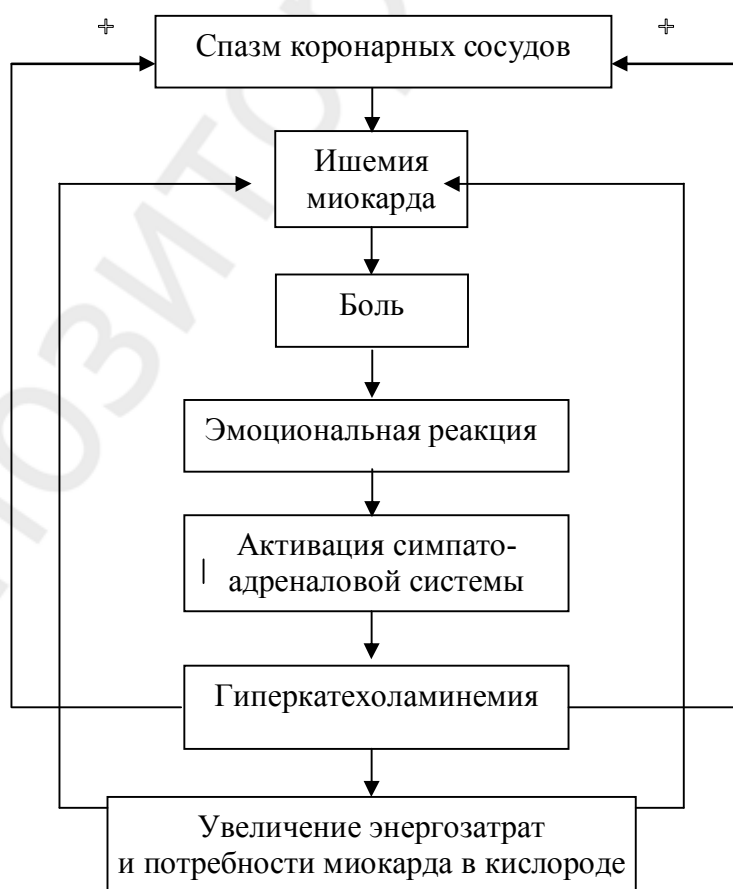 + +
Спазм коронарных сосудов
Ишемия
миокарда
Боль
Эмоциональная реакция
Активация симпато-
адреналовой системы
Гиперкатехоламинемия
Увеличение энергозатрат
и потребности миокарда в кислороде